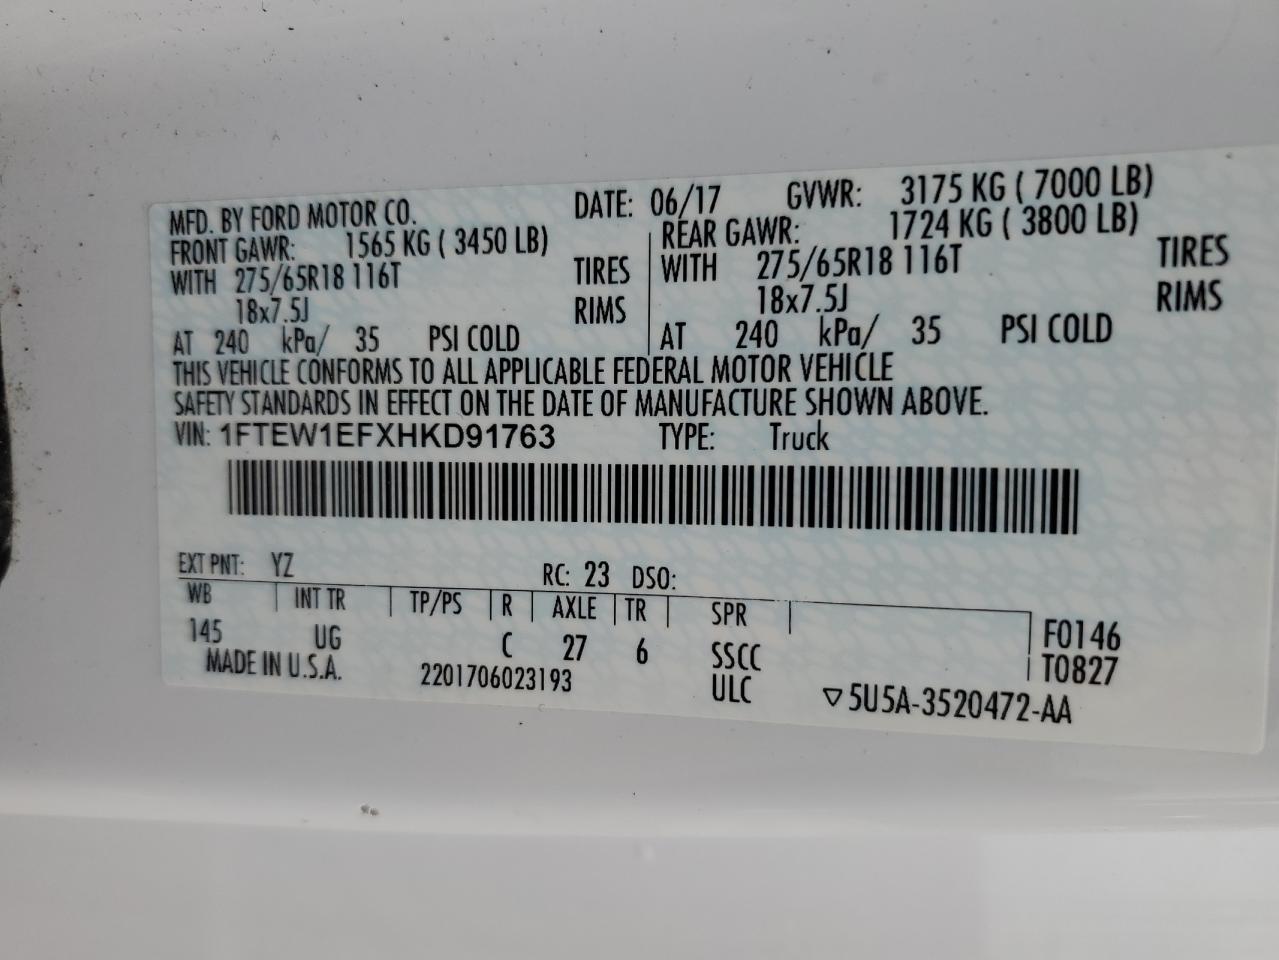 MFD. BY FORD MOTOR CO. DATE: 06/17 GVWR: 3175 KG ( 7000 LB)
FRONT GAWR: 1565 KG ( 3450 LB) REAR GAWR: 1724 KG ( 3800 LB)
WITH 275/65R18 116T TIRES WITH 275/65R18 116T TIRES
18x7.5J RIMS 18x7.5J RIMS
AT 240 kPa/ 35 PSI COLD AT 240 kPa/ 35 PSI COLD
THIS VEHICLE CONFORMS TO ALL APPLICABLE FEDERAL MOTOR VEHICLE
SAFETY STANDARDS IN EFFECT ON THE DATE OF MANUFACTURE SHOWN ABOVE.
VIN: 1FTEW1EFXHKD91763 TYPE: Truck
EXT PNT: YZ RC: 23 DSO:
WB INT TR TP/PS R AXLE TR SPR F0146
145 UG C 27 6 SSCC T0827
MADE IN U.S.A. 2201706023193 ULC ▽5U5A-3520472-AA